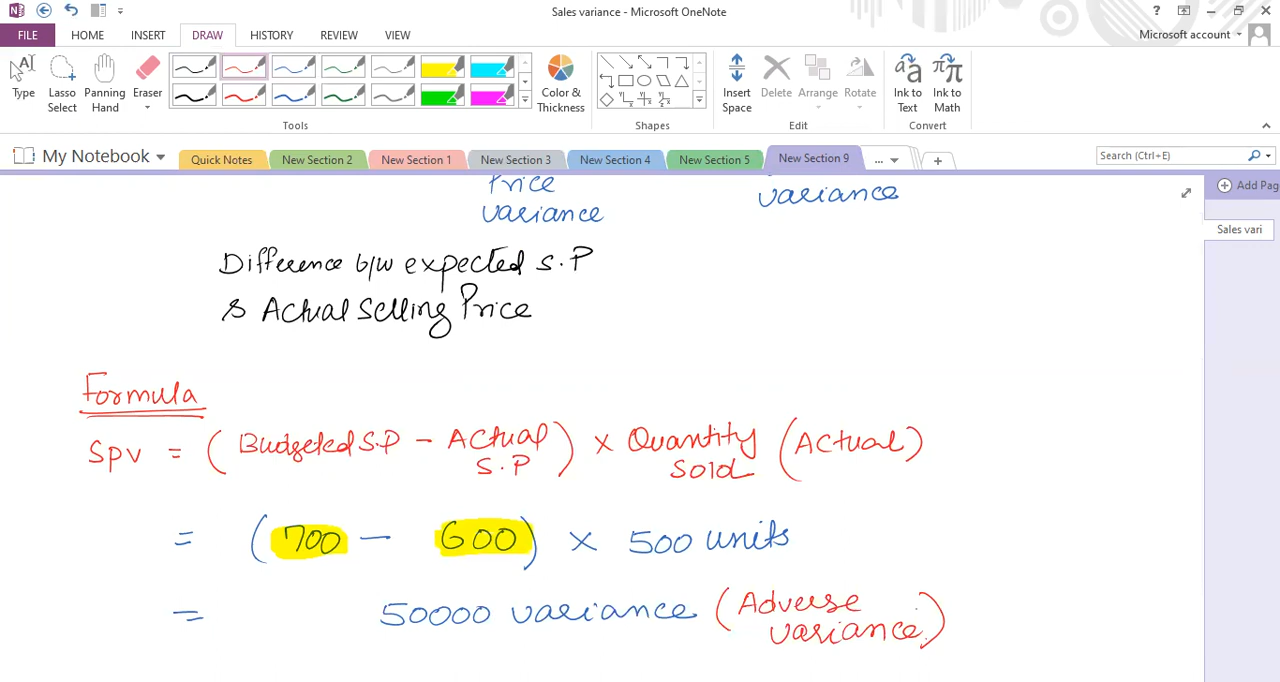 Sales variance - Microsoft OneNote
Microsoft account
FILE HOME INSERT DRAW HISTORY REVIEW VIEW
Type Lasso Select Panning Hand Eraser Color & Thickness Insert Space Delete Arrange Rotate Ink to Text Ink to Math
Tools Shapes Edit Convert
My Notebook Quick Notes New Section 2 New Section 1 New Section 3 New Section 4 New Section 5 New Section 9 ... + Search (Ctrl+E)
Add Pag
Sales vari
Price variance
variance
Difference b/w expected S.P
& Actual Selling Price
Formula
SPV = ( Budgeted S.P - Actual S.P ) × Quantity Sold (Actual)
= (700 - 600) × 500 units
= 50000 variance (Adverse variance.)